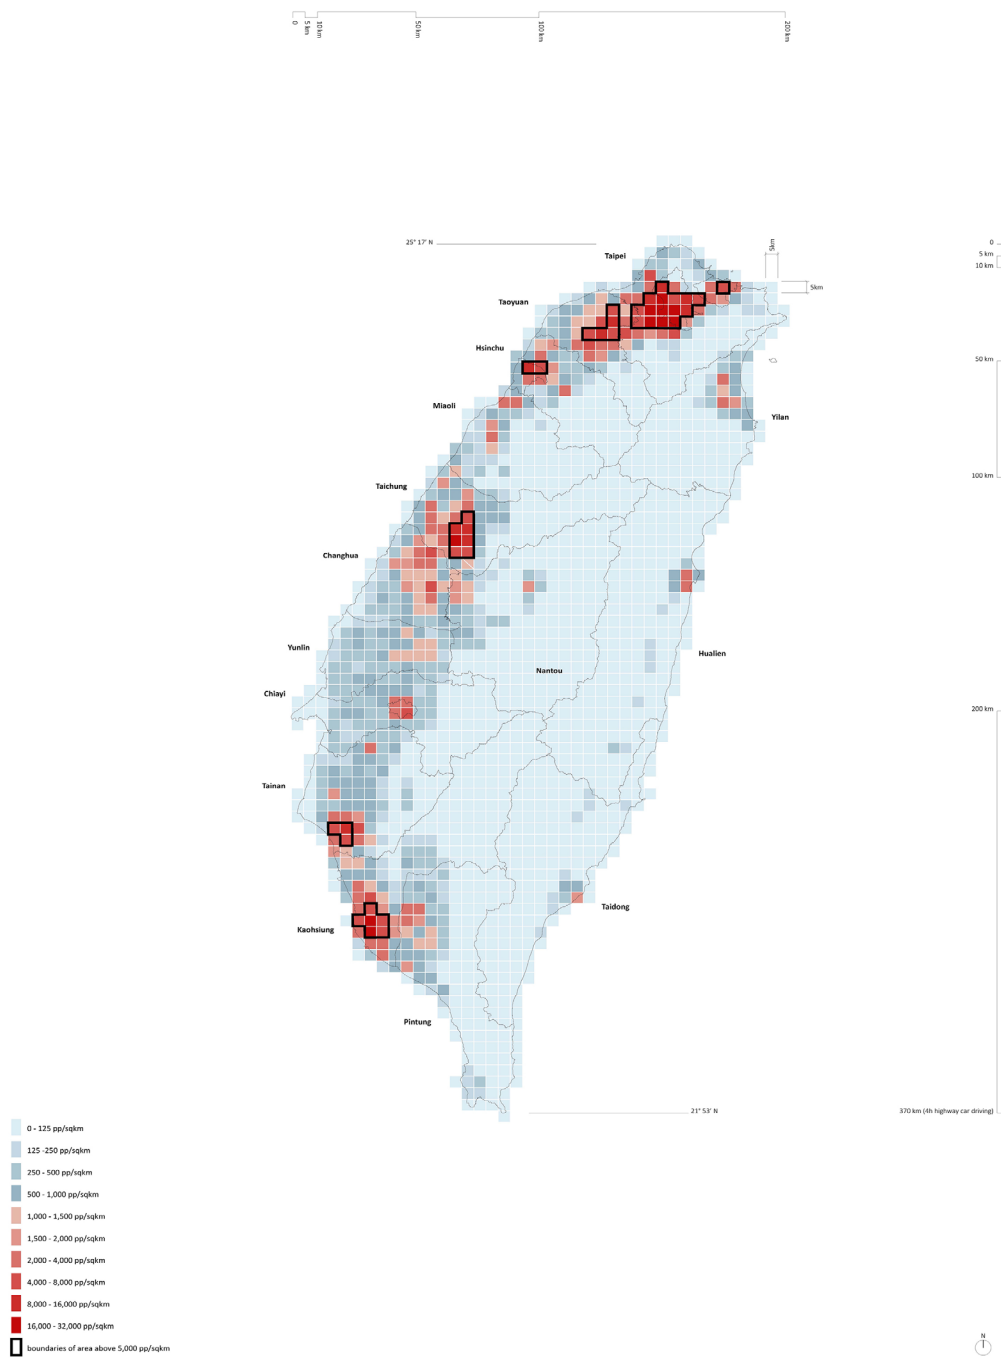 0
5 km
10 km
50 km
100 km
200 km
25° 17' N
Taipei
5km
0
5 km
10 km
5km
Taoyuan
Hsinchu
50 km
Miaoli
Yilan
100 km
Taichung
Changhua
Yunlin
Hualien
Nantou
Chiayi
200 km
Tainan
Taidong
Kaohsiung
Pintung
21° 53' N
370 km (4h highway car driving)
0 - 125 pp/sqkm
125 -250 pp/sqkm
250 - 500 pp/sqkm
500 - 1,000 pp/sqkm
1,000 - 1,500 pp/sqkm
1,500 - 2,000 pp/sqkm
2,000 - 4,000 pp/sqkm
4,000 - 8,000 pp/sqkm
8,000 - 16,000 pp/sqkm
16,000 - 32,000 pp/sqkm
boundaries of area above 5,000 pp/sqkm
N